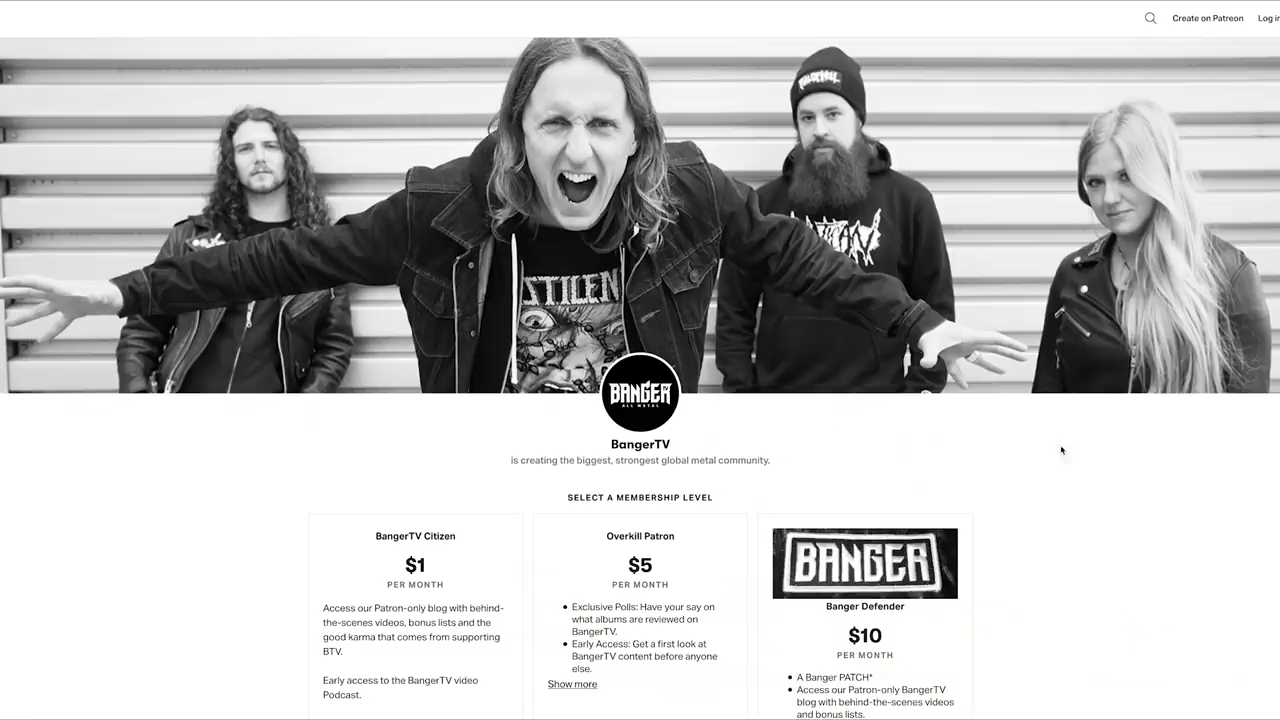 Create on Patreon
STILEN
BANGER
ALL METAL
BangerTV
is creating the biggest, strongest global metal community.
SELECT A MEMBERSHIP LEVEL
BangerTV Citizen
$1
PER MONTH
Access our Patron-only blog with behind-
the-scenes videos, bonus lists and the
good karma that comes from supporting
BTV.
Early access to the BangerTV video
Podcast.
Overkill Patron
$5
PER MONTH
• Exclusive Polls: Have your say on
what albums are reviewed on
BangerTV.
• Early Access: Get a first look at
BangerTV content before anyone
else.
Show more
BANGER
Banger Defender
$10
PER MONTH
• A Banger PATCH*
• Access our Patron-only BangerTV
blog with behind-the-scenes videos
and bonus lists.